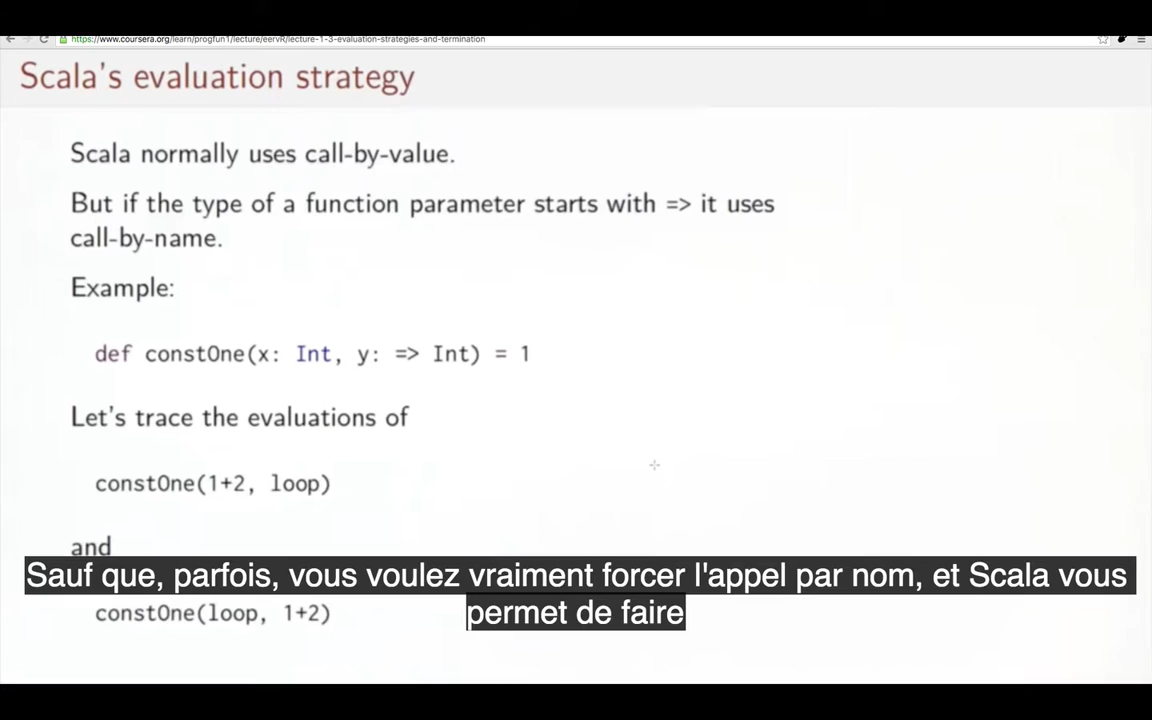 https://www.coursera.org/learn/progfun1/lecture/eervR/lecture-1-3-evaluation-strategies-and-termination
Scala's evaluation strategy
Scala normally uses call-by-value.
But if the type of a function parameter starts with => it uses
call-by-name.
Example:
def constOne(x: Int, y: => Int) = 1
Let's trace the evaluations of
constOne(1+2, loop)
and
Sauf que, parfois, vous voulez vraiment forcer l'appel par nom, et Scala vous
permet de faire
constOne(loop, 1+2)